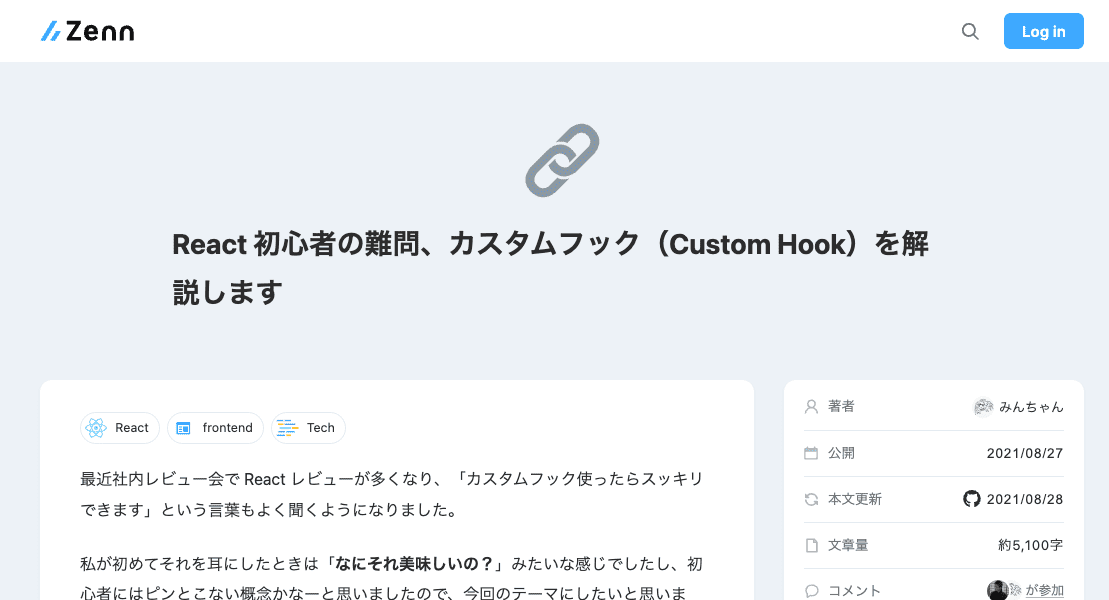 Zenn
Log in
React 初心者の難問、カスタムフック（Custom Hook）を解
説します
React
frontend
Tech
最近社内レビュー会で React レビューが多くなり、「カスタムフック使ったらスッキリ
できます」という言葉もよく聞くようになりました。
私が初めてそれを耳にしたときは「なにそれ美味しいの？」みたいな感じでしたし、初
心者にはピンとこない概念かなーと思いましたので、今回のテーマにしたいと思いま
著者
みんちゃん
公開
2021/08/27
本文更新
2021/08/28
文章量
約5,100字
コメント
が参加